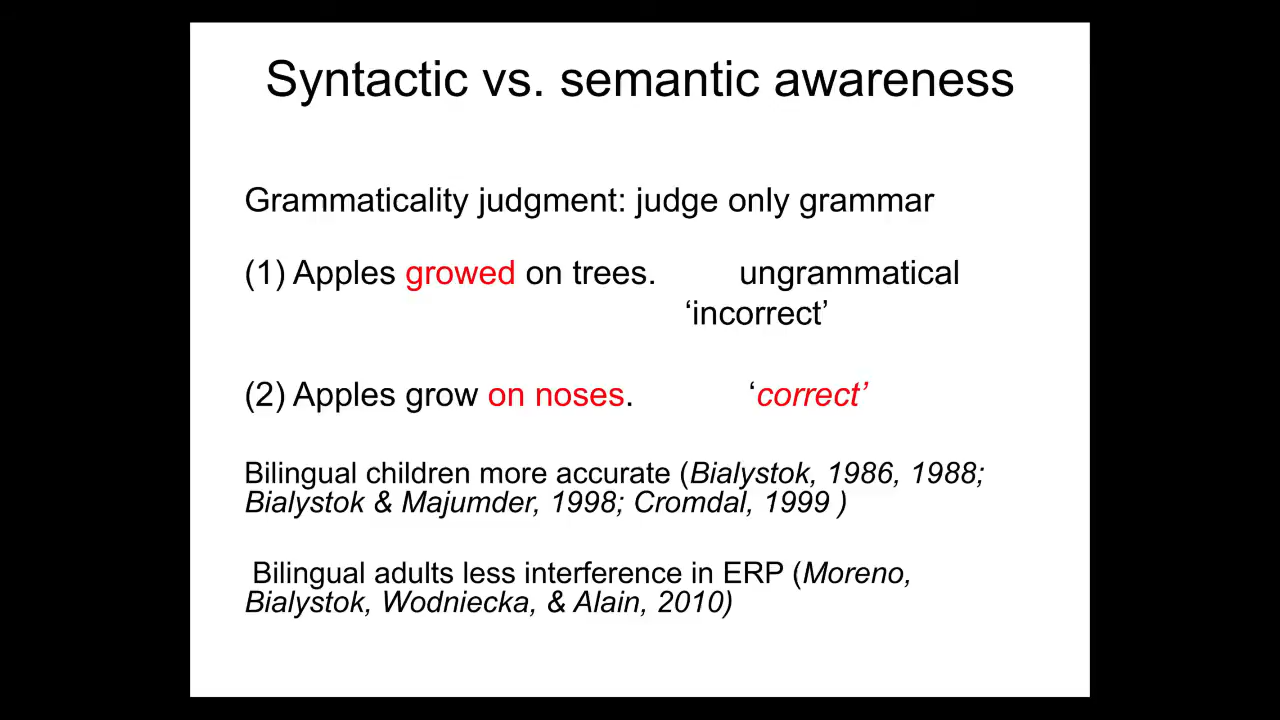 Syntactic vs. semantic awareness
Grammaticality judgment: judge only grammar
(1) Apples growed on trees. ungrammatical
‘incorrect’
(2) Apples grow on noses. ‘correct’
Bilingual children more accurate (Bialystok, 1986, 1988;
Bialystok & Majumder, 1998; Cromdal, 1999 )
Bilingual adults less interference in ERP (Moreno,
Bialystok, Wodniecka, & Alain, 2010)